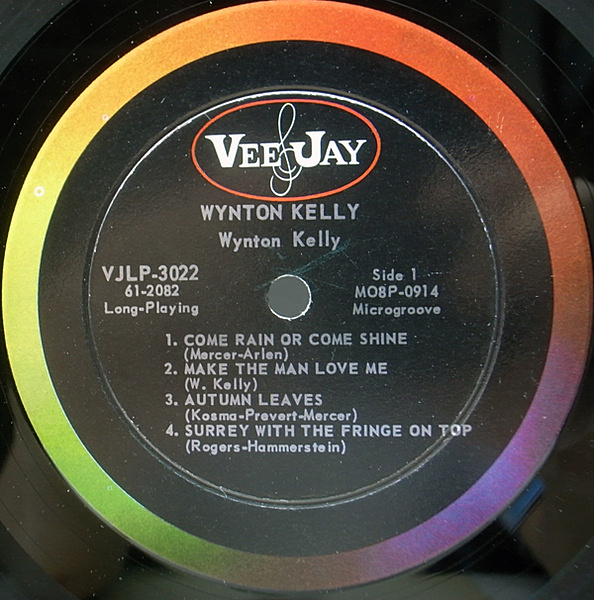 VEE JAY
WYNTON KELLY
Wynton Kelly
VJLP-3022
61-2082
Long-Playing
Side 1
MO8P-0914
Microgroove
1. COME RAIN OR COME SHINE
(Mercer-Arlen)
2. MAKE THE MAN LOVE ME
(W. Kelly)
3. AUTUMN LEAVES
(Kosma-Prevert-Mercer)
4. SURREY WITH THE FRINGE ON TOP
(Rogers-Hammerstein)